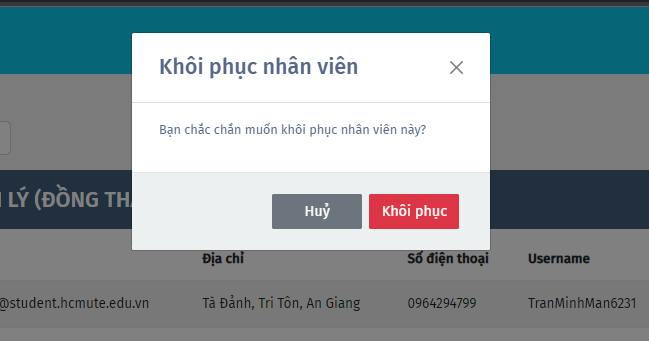 Khôi phục nhân viên
Bạn chắc chắn muốn khôi phục nhân viên này?
Huỷ Khôi phục
LÝ (ĐỒNG
Địa chỉ Số điện thoại Username
@student.hcmute.edu.vn Tà Đảnh, Tri Tôn, An Giang 0964294799 TranMinhMan6231